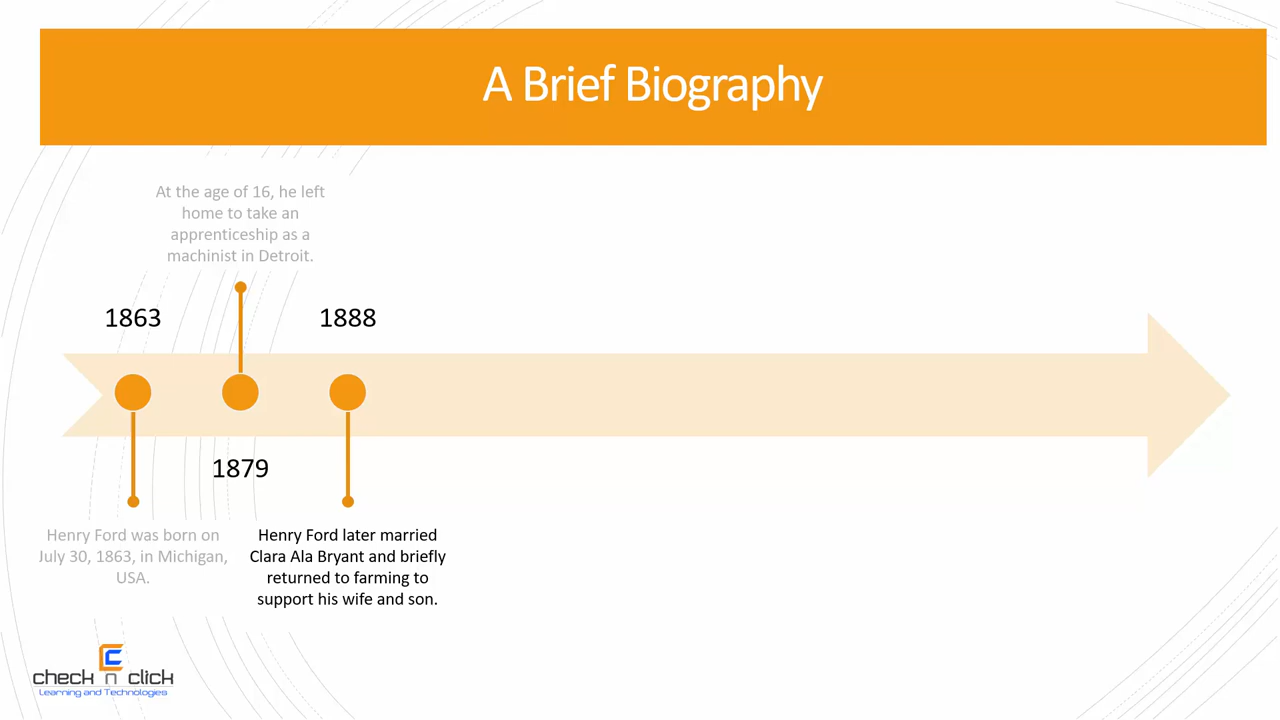 A Brief Biography
At the age of 16, he left
home to take an
apprenticeship as a
machinist in Detroit.
1863
1888
1879
Henry Ford was born on
July 30, 1863, in Michigan,
USA.
Henry Ford later married
Clara Ala Bryant and briefly
returned to farming to
support his wife and son.
check n click
Learning and Technologies